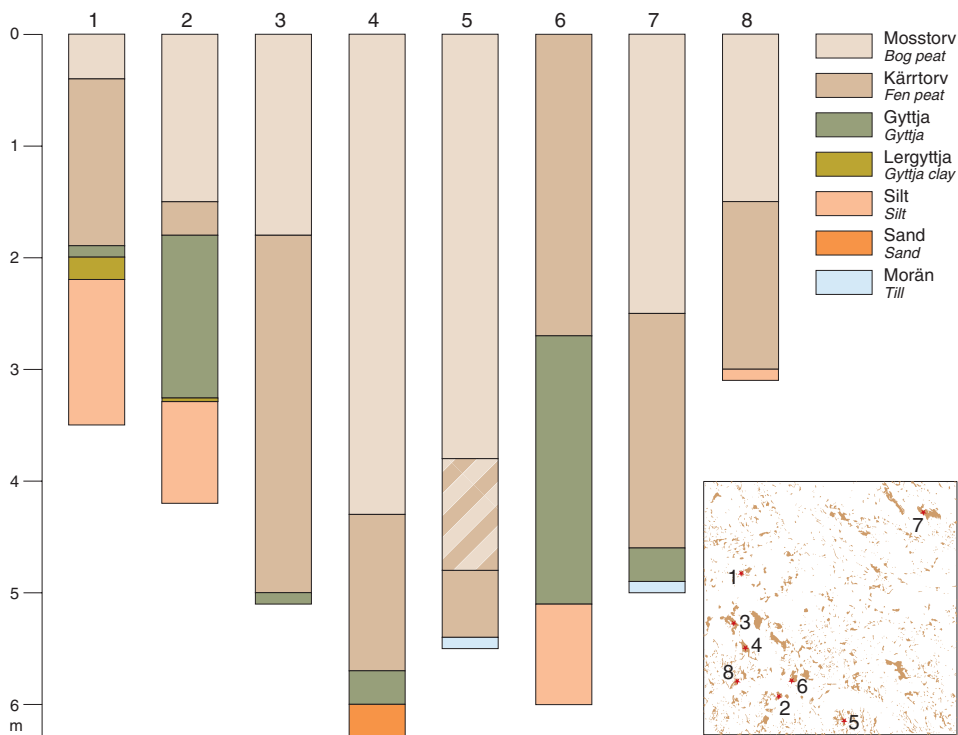 1 2 3 4 5 6 7 8
0
1
2
3
4
5
6
m
Mosstorv
Bog peat
Kärrtorv
Fen peat
Gyttja
Gyttja
Lergyttja
Gyttja clay
Silt
Silt
Sand
Sand
Morän
Till
7
1
3
4
8
6
2
5